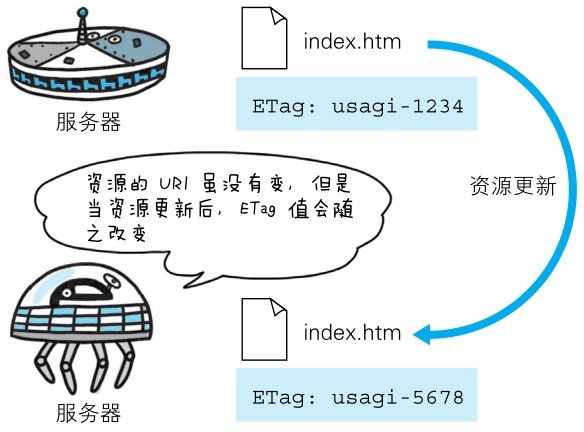 index.htm
ETag: usagi-1234
服务器
资源更新
资源的 URI 虽没有变，但是
当资源更新后，ETag 值会随
之改变
index.htm
ETag: usagi-5678
服务器